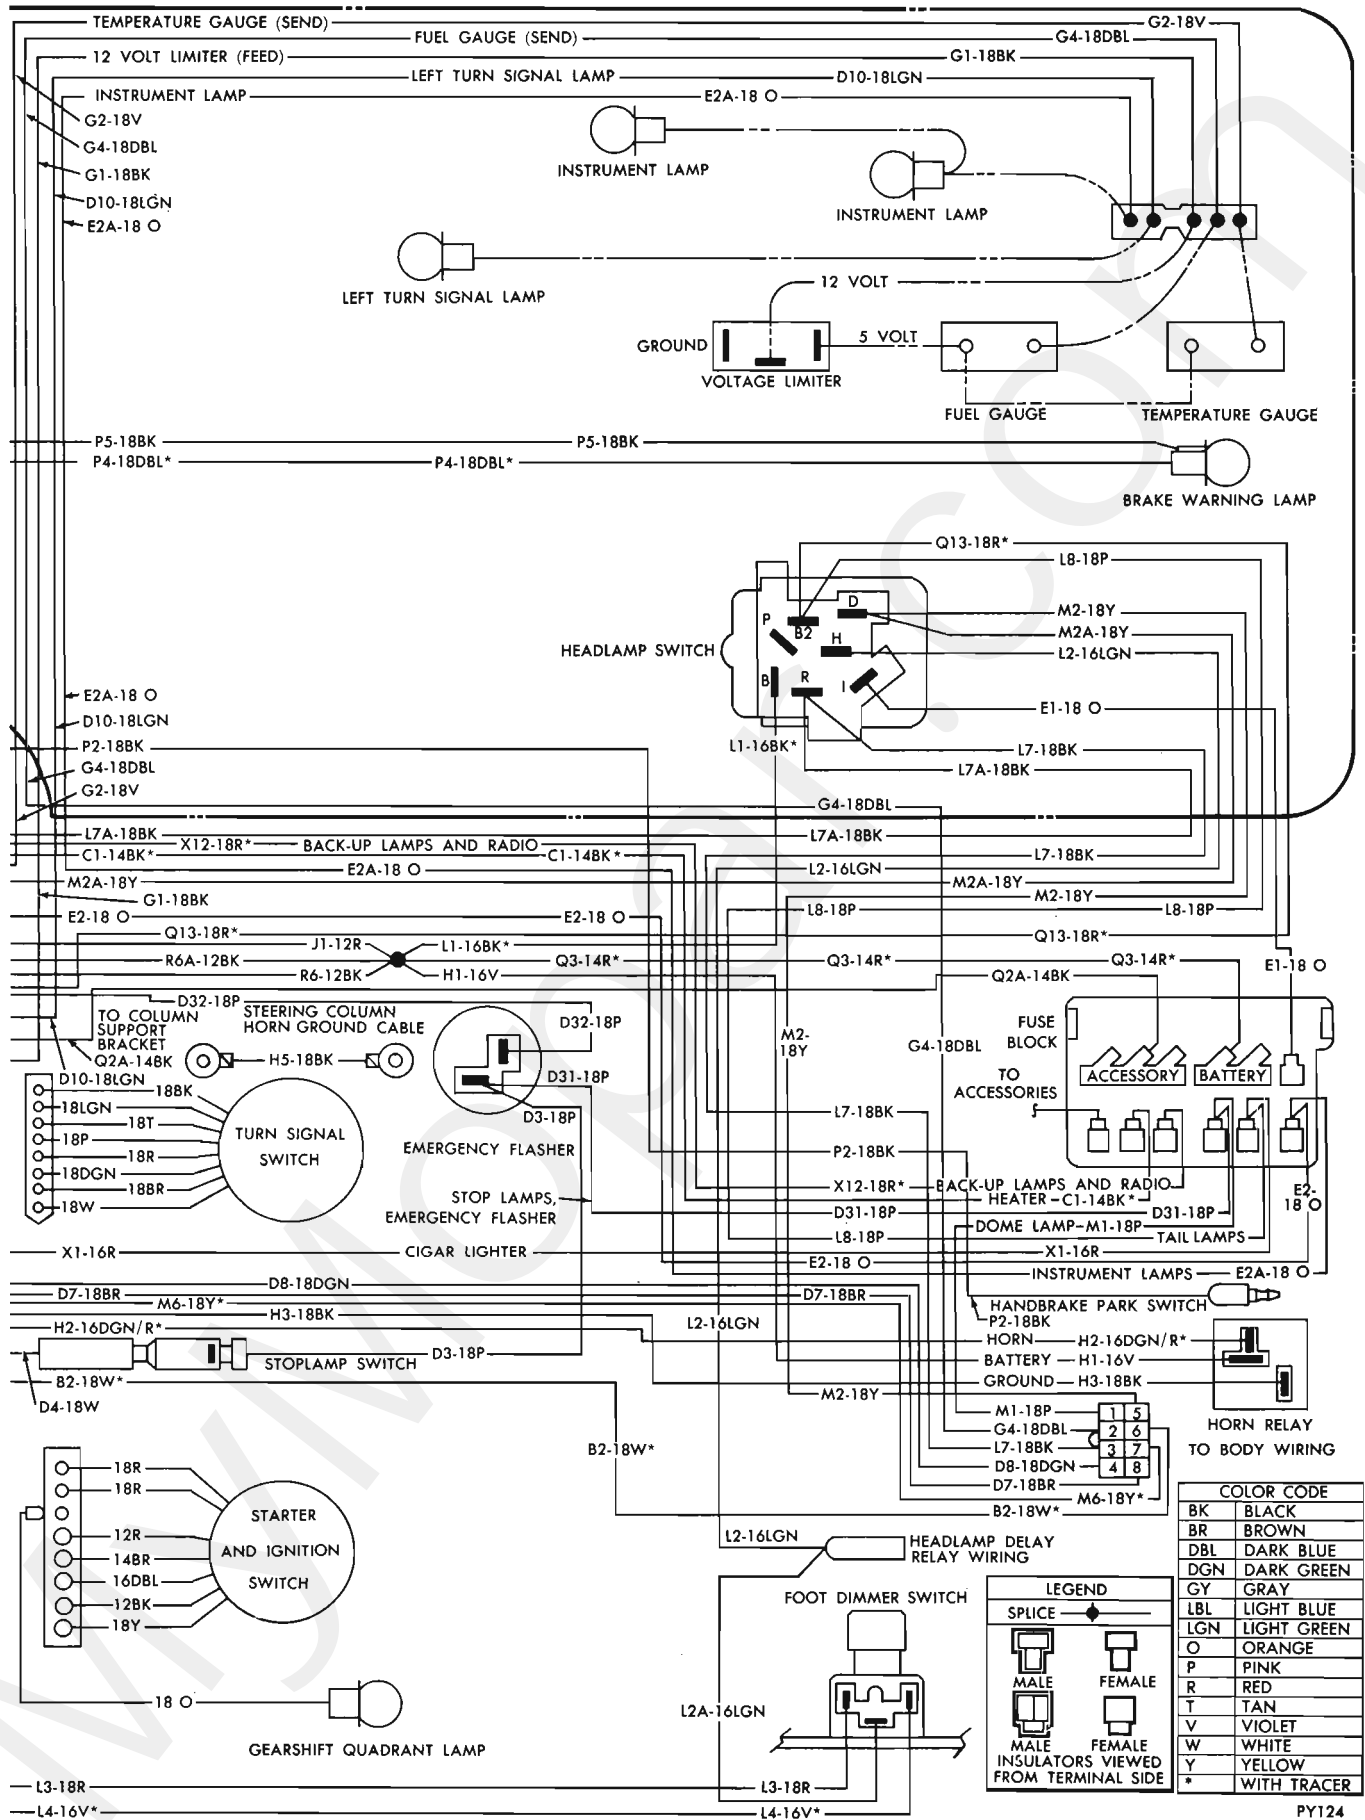 TEMPERATURE GAUGE (SEND)
G2-18V
FUEL GAUGE (SEND)
G4-18DBL
12 VOLT LIMITER (FEED)
G1-18BK
LEFT TURN SIGNAL LAMP
D10-18LGN
INSTRUMENT LAMP
E2A-18 O
G2-18V
G4-18DBL
G1-18BK
D10-18LGN
E2A-18 O
INSTRUMENT LAMP
INSTRUMENT LAMP
LEFT TURN SIGNAL LAMP
12 VOLT
GROUND
5 VOLT
VOLTAGE LIMITER
FUEL GAUGE
TEMPERATURE GAUGE
P5-18BK
P5-18BK
P4-18DBL*
P4-18DBL*
BRAKE WARNING LAMP
Q13-18R*
L8-18P
D
M2-18Y
P
B2
M2A-18Y
H
HEADLAMP SWITCH
L2-16LGN
B
R
I
E2A-18 O
E1-18 O
D10-18LGN
P2-18BK
L1-16BK*
L7-18BK
G4-18DBL
L7A-18BK
G2-18V
G4-18DBL
L7A-18BK
L7A-18BK
X12-18R*
BACK-UP LAMPS AND RADIO
C1-14BK*
C1-14BK*
L7-18BK
E2A-18 O
L2-16LGN
M2A-18Y
M2A-18Y
G1-18BK
M2-18Y
E2-18 O
E2-18 O
L8-18P
L8-18P
Q13-18R*
Q13-18R*
J1-12R
L1-16BK*
R6A-12BK
Q3-14R*
Q3-14R*
Q3-14R*
E1-18 O
R6-12BK
H1-16V
Q2A-14BK
D32-18P
TO COLUMN
SUPPORT
BRACKET
STEERING COLUMN
HORN GROUND CABLE
D32-18P
FUSE
BLOCK
M2-
18Y
G4-18DBL
Q2A-14BK
H5-18BK
D10-18LGN
D31-18P
TO
ACCESSORIES
ACCESSORY
BATTERY
18BK
18LGN
18T
18P
18R
18DGN
18BR
18W
TURN SIGNAL
SWITCH
D3-18P
L7-18BK
EMERGENCY FLASHER
P2-18BK
X12-18R*
BACK-UP LAMPS AND RADIO
STOP LAMPS,
EMERGENCY FLASHER
HEATER
C1-14BK*
E2-
18 O
D31-18P
D31-18P
DOME LAMP
M1-18P
L8-18P
TAIL LAMPS
X1-16R
CIGAR LIGHTER
X1-16R
E2-18 O
INSTRUMENT LAMPS
E2A-18 O
D8-18DGN
D7-18BR
D7-18BR
M6-18Y*
HANDBRAKE PARK SWITCH
H3-18BK
P2-18BK
L2-16LGN
H2-16DGN/R*
HORN
H2-16DGN/R*
D3-18P
STOPLAMP SWITCH
BATTERY
H1-16V
B2-18W*
GROUND
H3-18BK
M2-18Y
D4-18W
M1-18P
1 5
HORN RELAY
G4-18DBL
2 6
B2-18W*
L7-18BK
3 7
TO BODY WIRING
D8-18DGN
4 8
D7-18BR
M6-18Y*
B2-18W*
18R
18R
12R
14BR
16DBL
12BK
18Y
STARTER
AND IGNITION
SWITCH
L2-16LGN
HEADLAMP DELAY
RELAY WIRING
FOOT DIMMER SWITCH
L2A-16LGN
18 O
GEARSHIFT QUADRANT LAMP
L3-18R
L3-18R
L4-16V*
L4-16V*
LEGEND
SPLICE
MALE
FEMALE
MALE
FEMALE
INSULATORS VIEWED
FROM TERMINAL SIDE
COLOR CODE
BK BLACK
BR BROWN
DBL DARK BLUE
DGN DARK GREEN
GY GRAY
LBL LIGHT BLUE
LGN LIGHT GREEN
O ORANGE
P PINK
R RED
T TAN
V VIOLET
W WHITE
Y YELLOW
* WITH TRACER
PY124
MyMopar.com